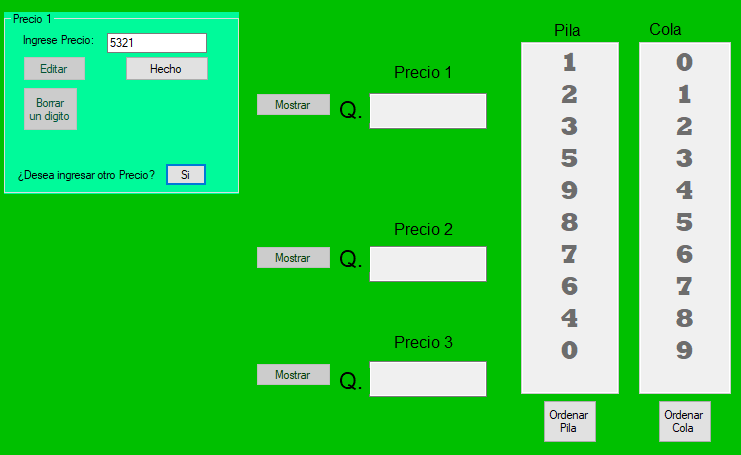 Precio 1
Ingrese Precio: 5321
Editar Hecho
Borrar
un digito
¿Desea ingresar otro Precio? Si
Precio 1
Mostrar Q.
Precio 2
Mostrar Q.
Precio 3
Mostrar Q.
Pila
1
2
3
5
9
8
7
6
4
0
Ordenar
Pila
Cola
0
1
2
3
4
5
6
7
8
9
Ordenar
Cola